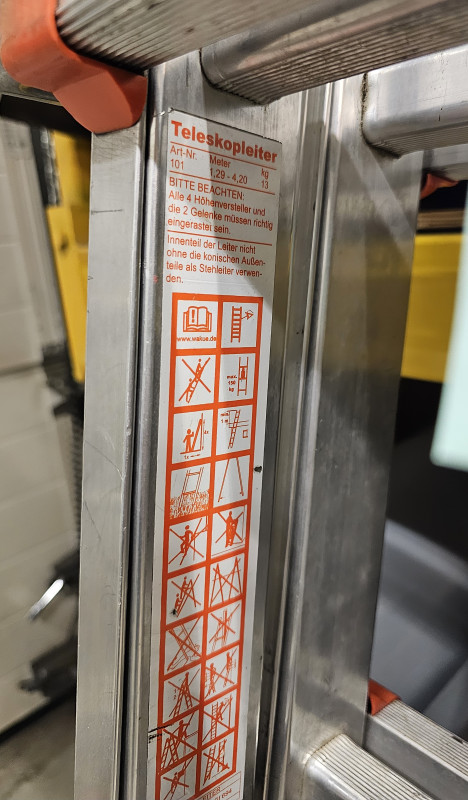 Teleskopleiter
Art-Nr. Meter kg
101 1,29 - 4,20 13
BITTE BEACHTEN:
Alle 4 Höhenversteller und
die 2 Gelenke müssen richtig
eingerastet sein.
Innenteil der Leiter nicht
ohne die konischen Außen-
teile als Stehleiter verwen-
den.
www.wakue.de
max.
150
kg